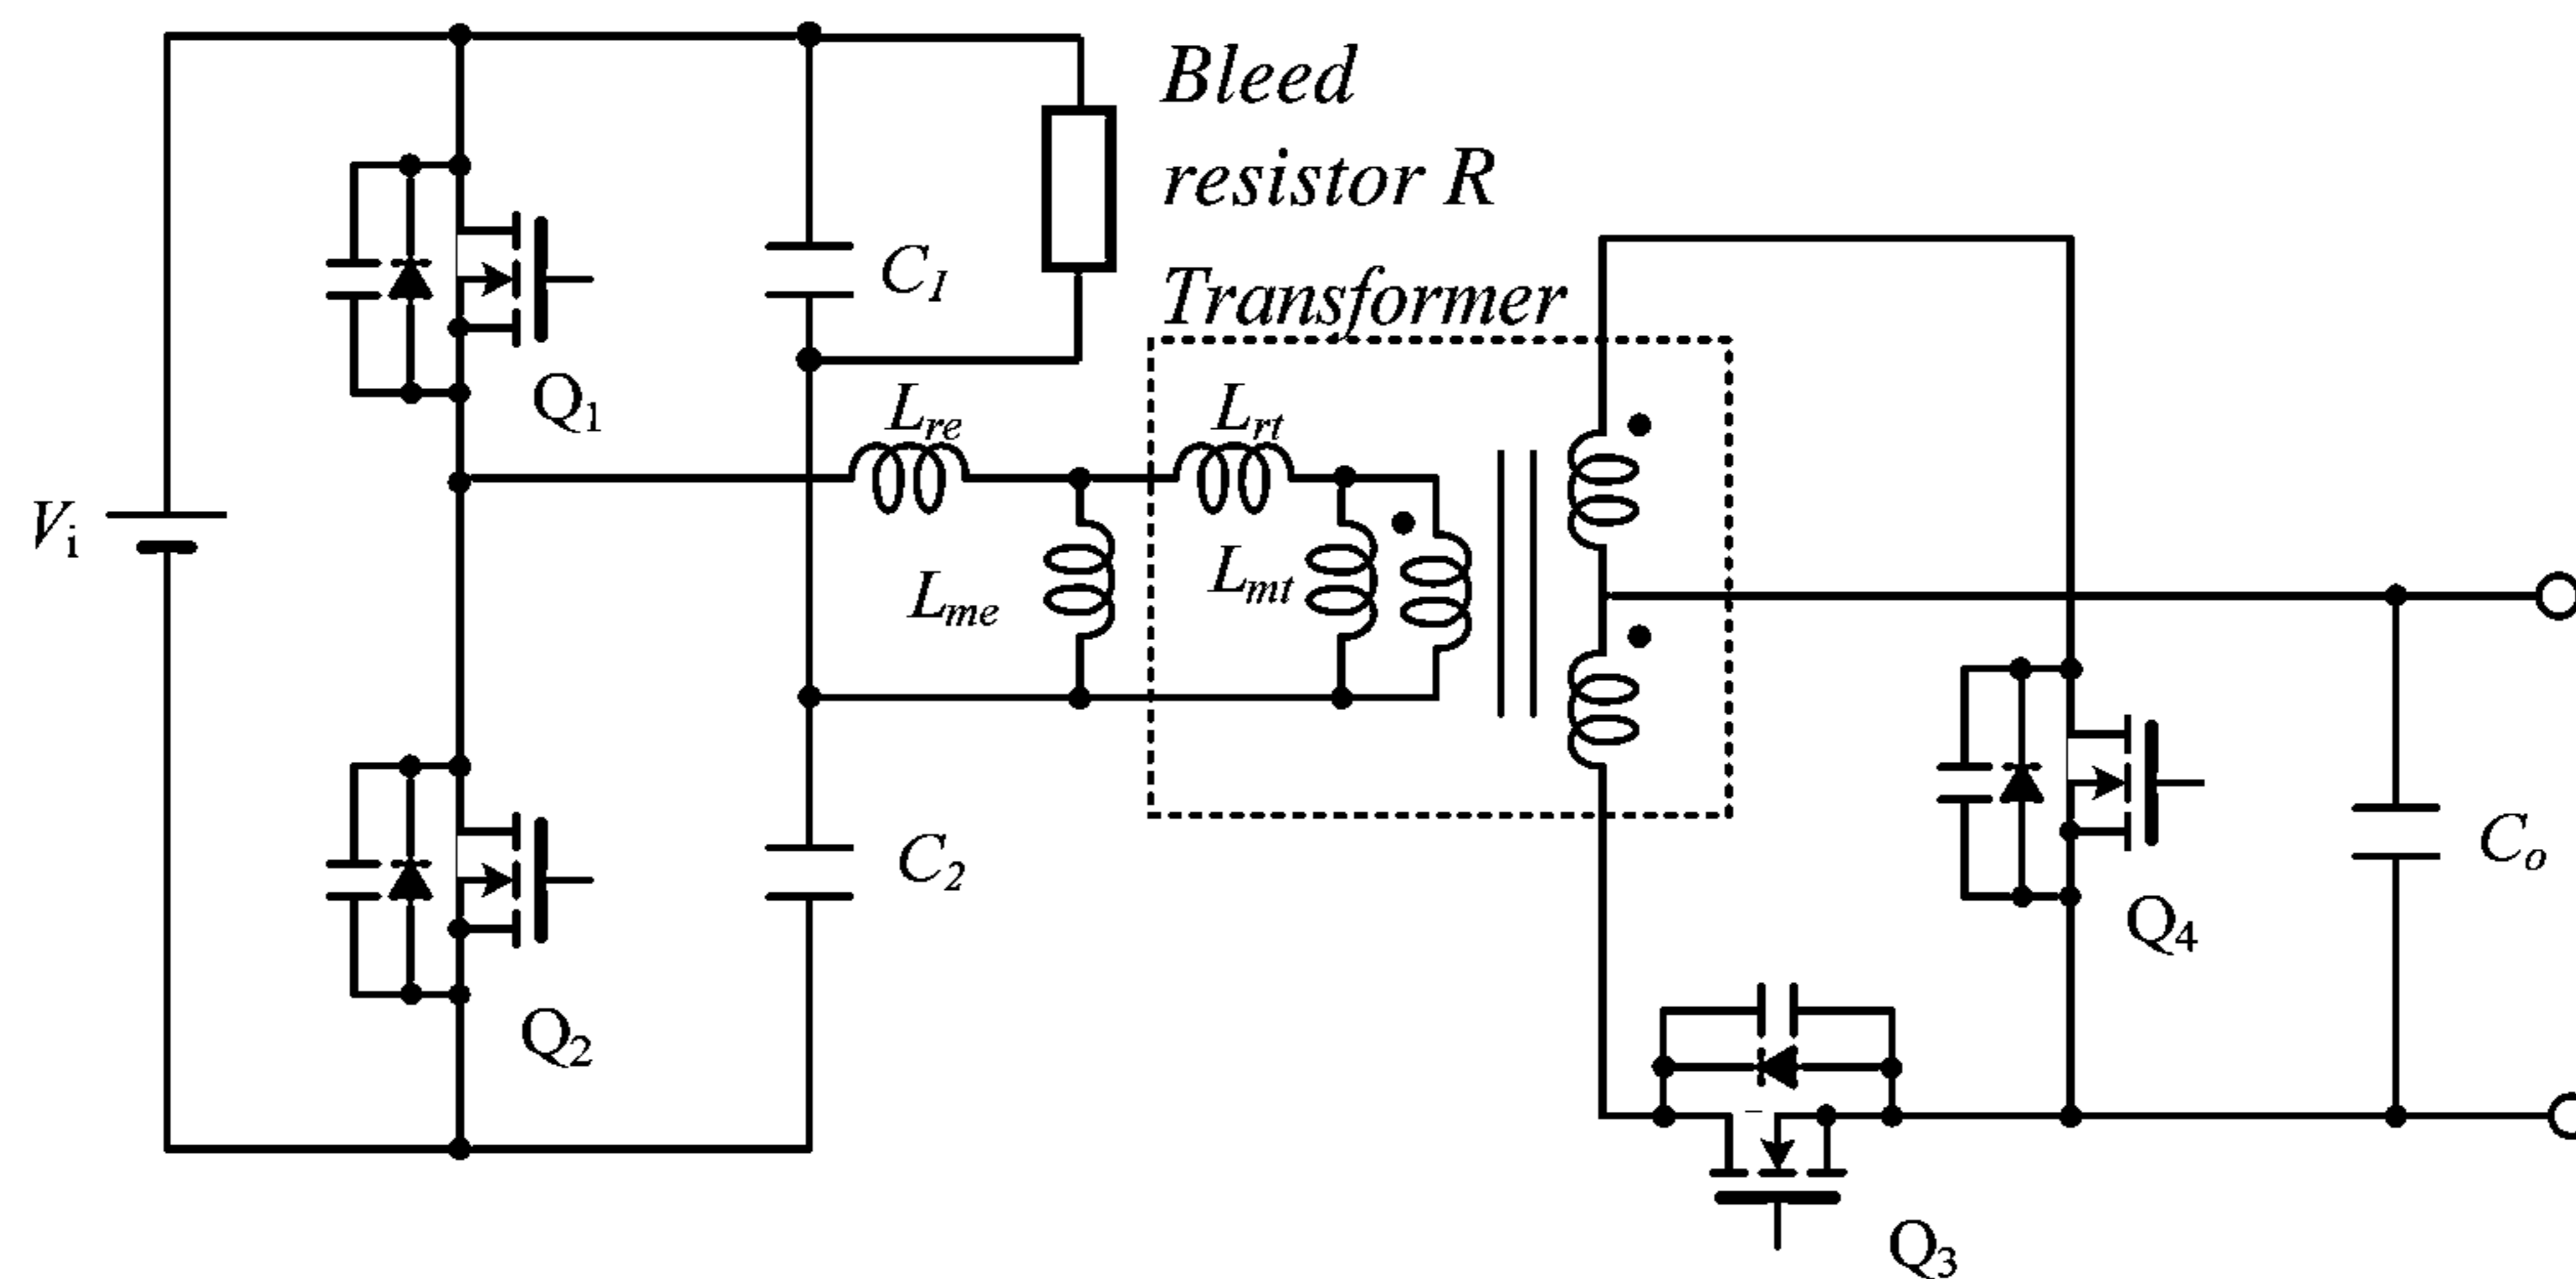 Bleed
resistor R
Transformer
C1
Q1
Lre
Lrt
Vi
Lme
Lmt
C2
Q2
Q4
Co
Q3